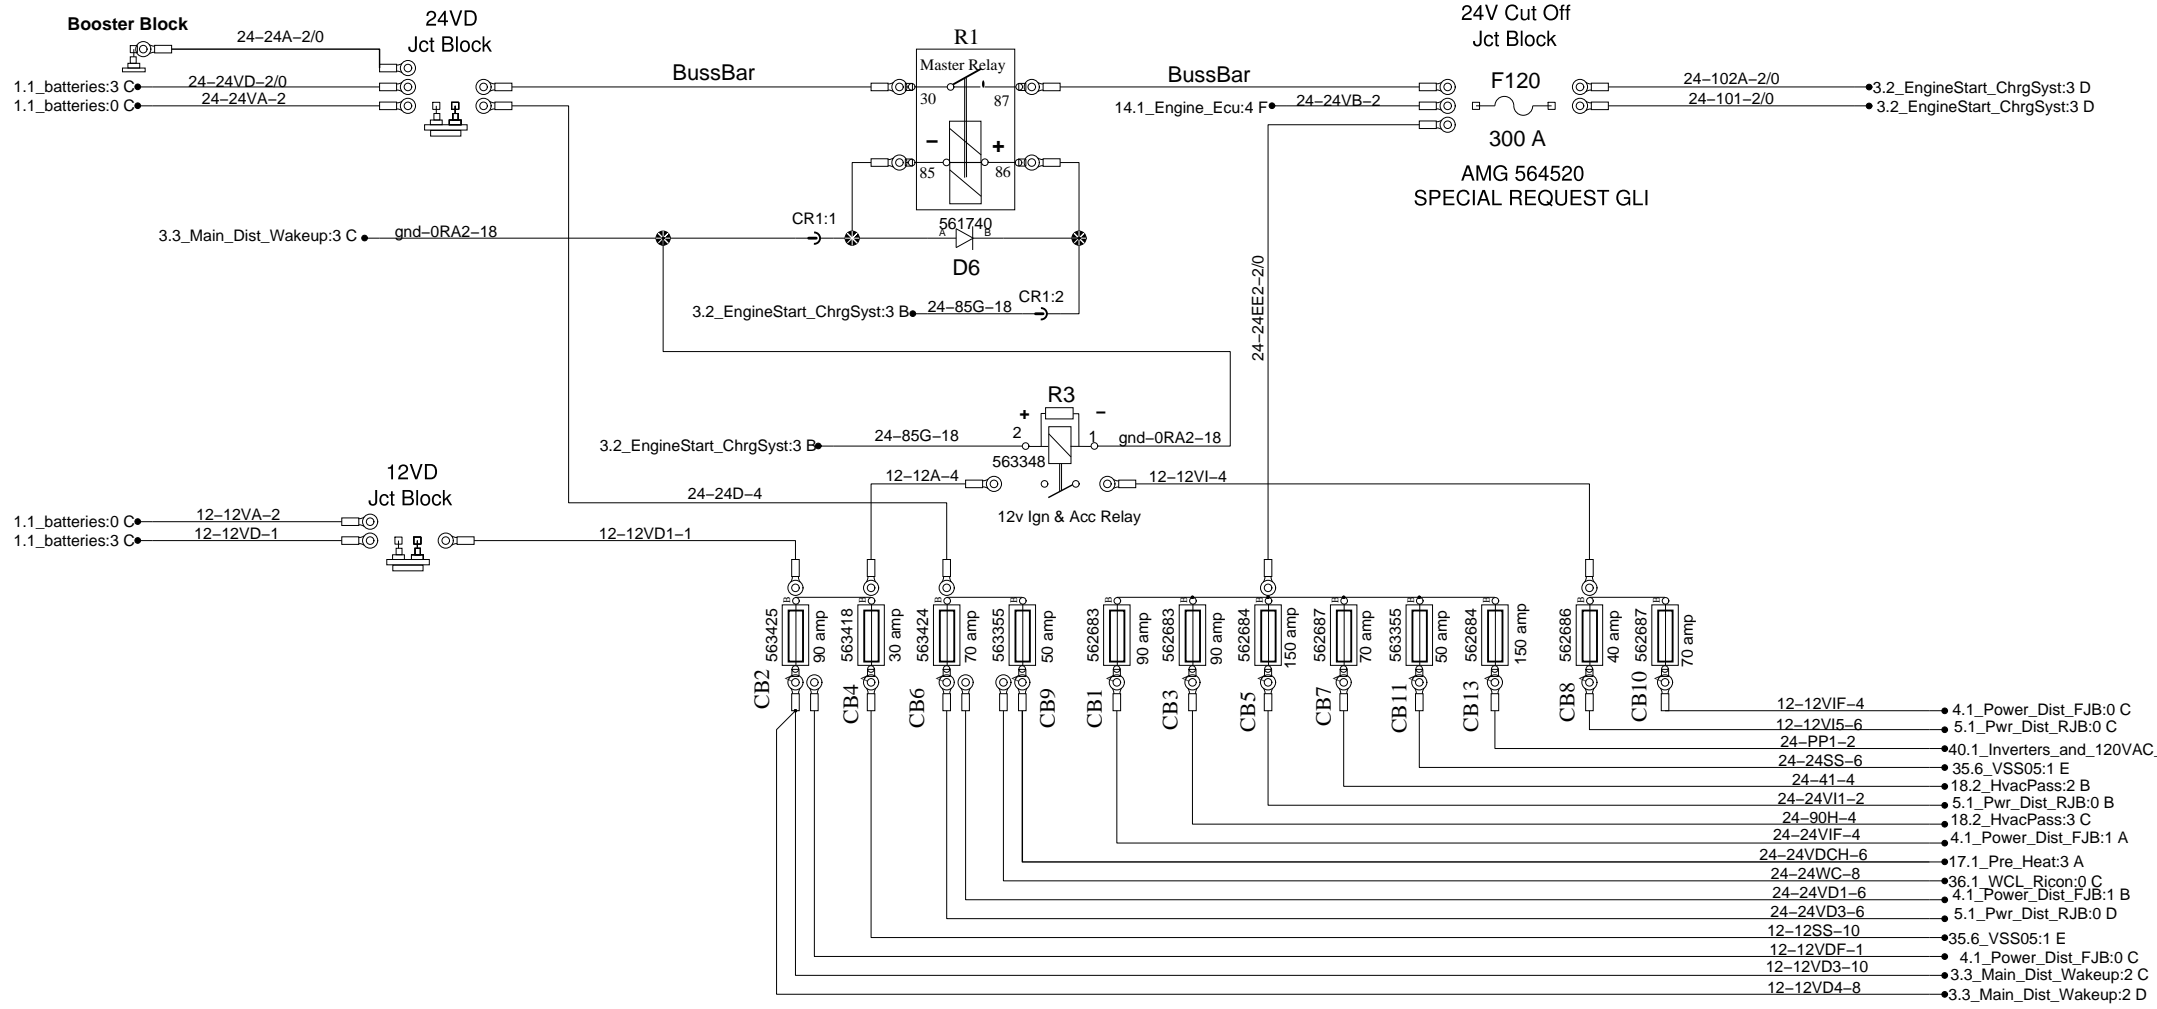 Booster Block
24-24A-2/0
1.1_batteries:3 C
24-24VD-2/0
1.1_batteries:0 C
24-24VA-2
24VD
Jct Block
BussBar
R1
Master Relay
30
87
-
+
85
86
BussBar
24V Cut Off
Jct Block
F120
300 A
AMG 564520
SPECIAL REQUEST GLI
14.1_Engine_Ecu:4 F
24-24VB-2
24-102A-2/0
3.2_EngineStart_ChrgSyst:3 D
24-101-2/0
3.2_EngineStart_ChrgSyst:3 D
3.3_Main_Dist_Wakeup:3 C
gnd-0RA2-18
CR1:1
561740
A
B
D6
3.2_EngineStart_ChrgSyst:3 B
24-85G-18
CR1:2
24-24EE2-2/0
R3
+
-
3.2_EngineStart_ChrgSyst:3 B
24-85G-18
2
1
gnd-0RA2-18
563348
12-12A-4
12-12VI-4
12v Ign & Acc Relay
24-24D-4
12VD
Jct Block
1.1_batteries:0 C
12-12VA-2
1.1_batteries:3 C
12-12VD-1
12-12VD1-1
B
563425
90 amp
CB2
B
563418
30 amp
CB4
B
563424
70 amp
CB6
B
563355
50 amp
CB9
B
562683
90 amp
CB1
B
562683
90 amp
CB3
B
562684
150 amp
CB5
B
562687
70 amp
CB7
B
563355
50 amp
CB11
B
562684
150 amp
CB13
B
562686
40 amp
CB8
B
562687
70 amp
CB10
12-12VIF-4
4.1_Power_Dist_FJB:0 C
12-12VI5-6
5.1_Pwr_Dist_RJB:0 C
24-PP1-2
40.1_Inverters_and_120VAC_
24-24SS-6
35.6_VSS05:1 E
24-41-4
18.2_HvacPass:2 B
24-24VI1-2
5.1_Pwr_Dist_RJB:0 B
24-90H-4
18.2_HvacPass:3 C
24-24VIF-4
4.1_Power_Dist_FJB:1 A
24-24VDCH-6
17.1_Pre_Heat:3 A
24-24WC-8
36.1_WCL_Ricon:0 C
24-24VD1-6
4.1_Power_Dist_FJB:1 B
24-24VD3-6
5.1_Pwr_Dist_RJB:0 D
12-12SS-10
35.6_VSS05:1 E
12-12VDF-1
4.1_Power_Dist_FJB:0 C
12-12VD3-10
3.3_Main_Dist_Wakeup:2 C
12-12VD4-8
3.3_Main_Dist_Wakeup:2 D